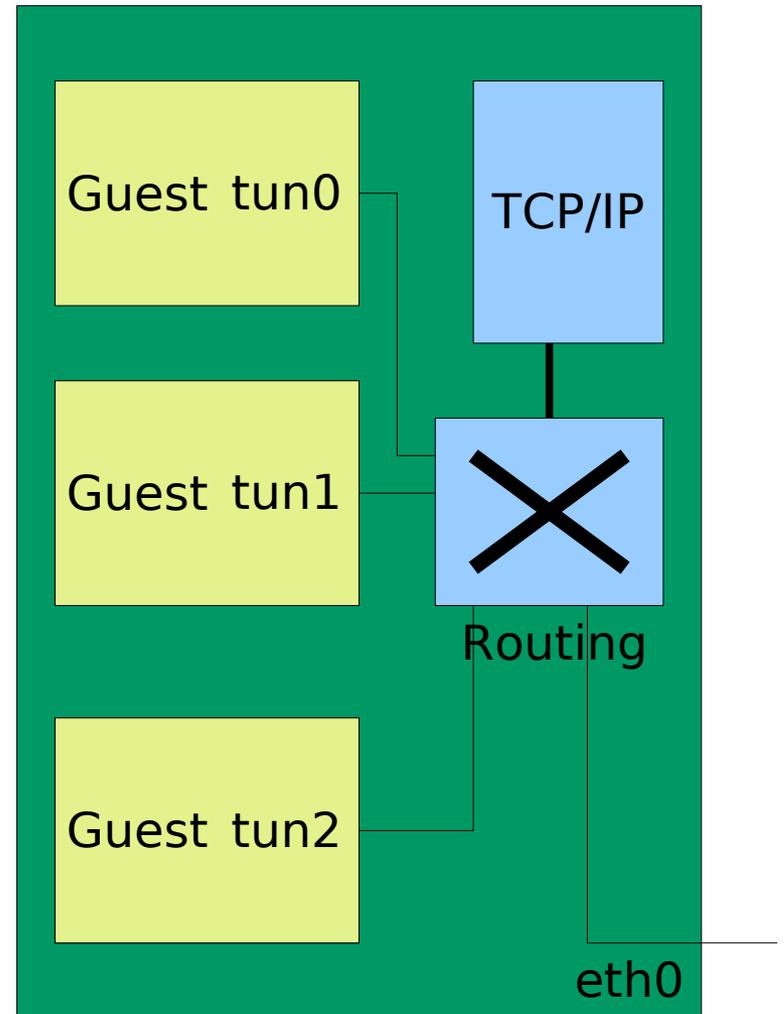 Guest tun0
TCP/IP
Guest tun1
Routing
Guest tun2
eth0